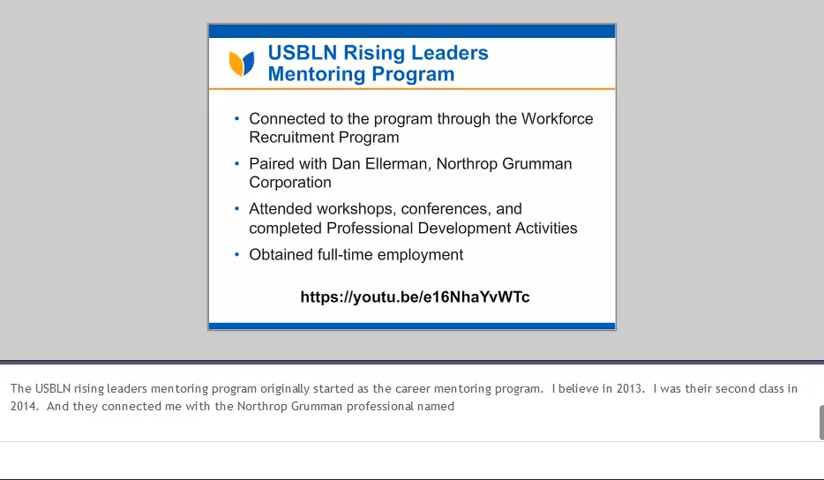 USBLN Rising Leaders
Mentoring Program
• Connected to the program through the Workforce
Recruitment Program
• Paired with Dan Ellerman, Northrop Grumman
Corporation
• Attended workshops, conferences, and
completed Professional Development Activities
• Obtained full-time employment
https://youtu.be/e16NhaYvWTc
The USBLN rising leaders mentoring program originally started as the career mentoring program.  I believe in 2013.  I was their second class in
2014.  And they connected me with the Northrop Grumman professional named